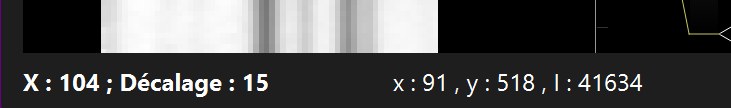 X : 104 ; Décalage : 15
x : 91 , y : 518 , I : 41634